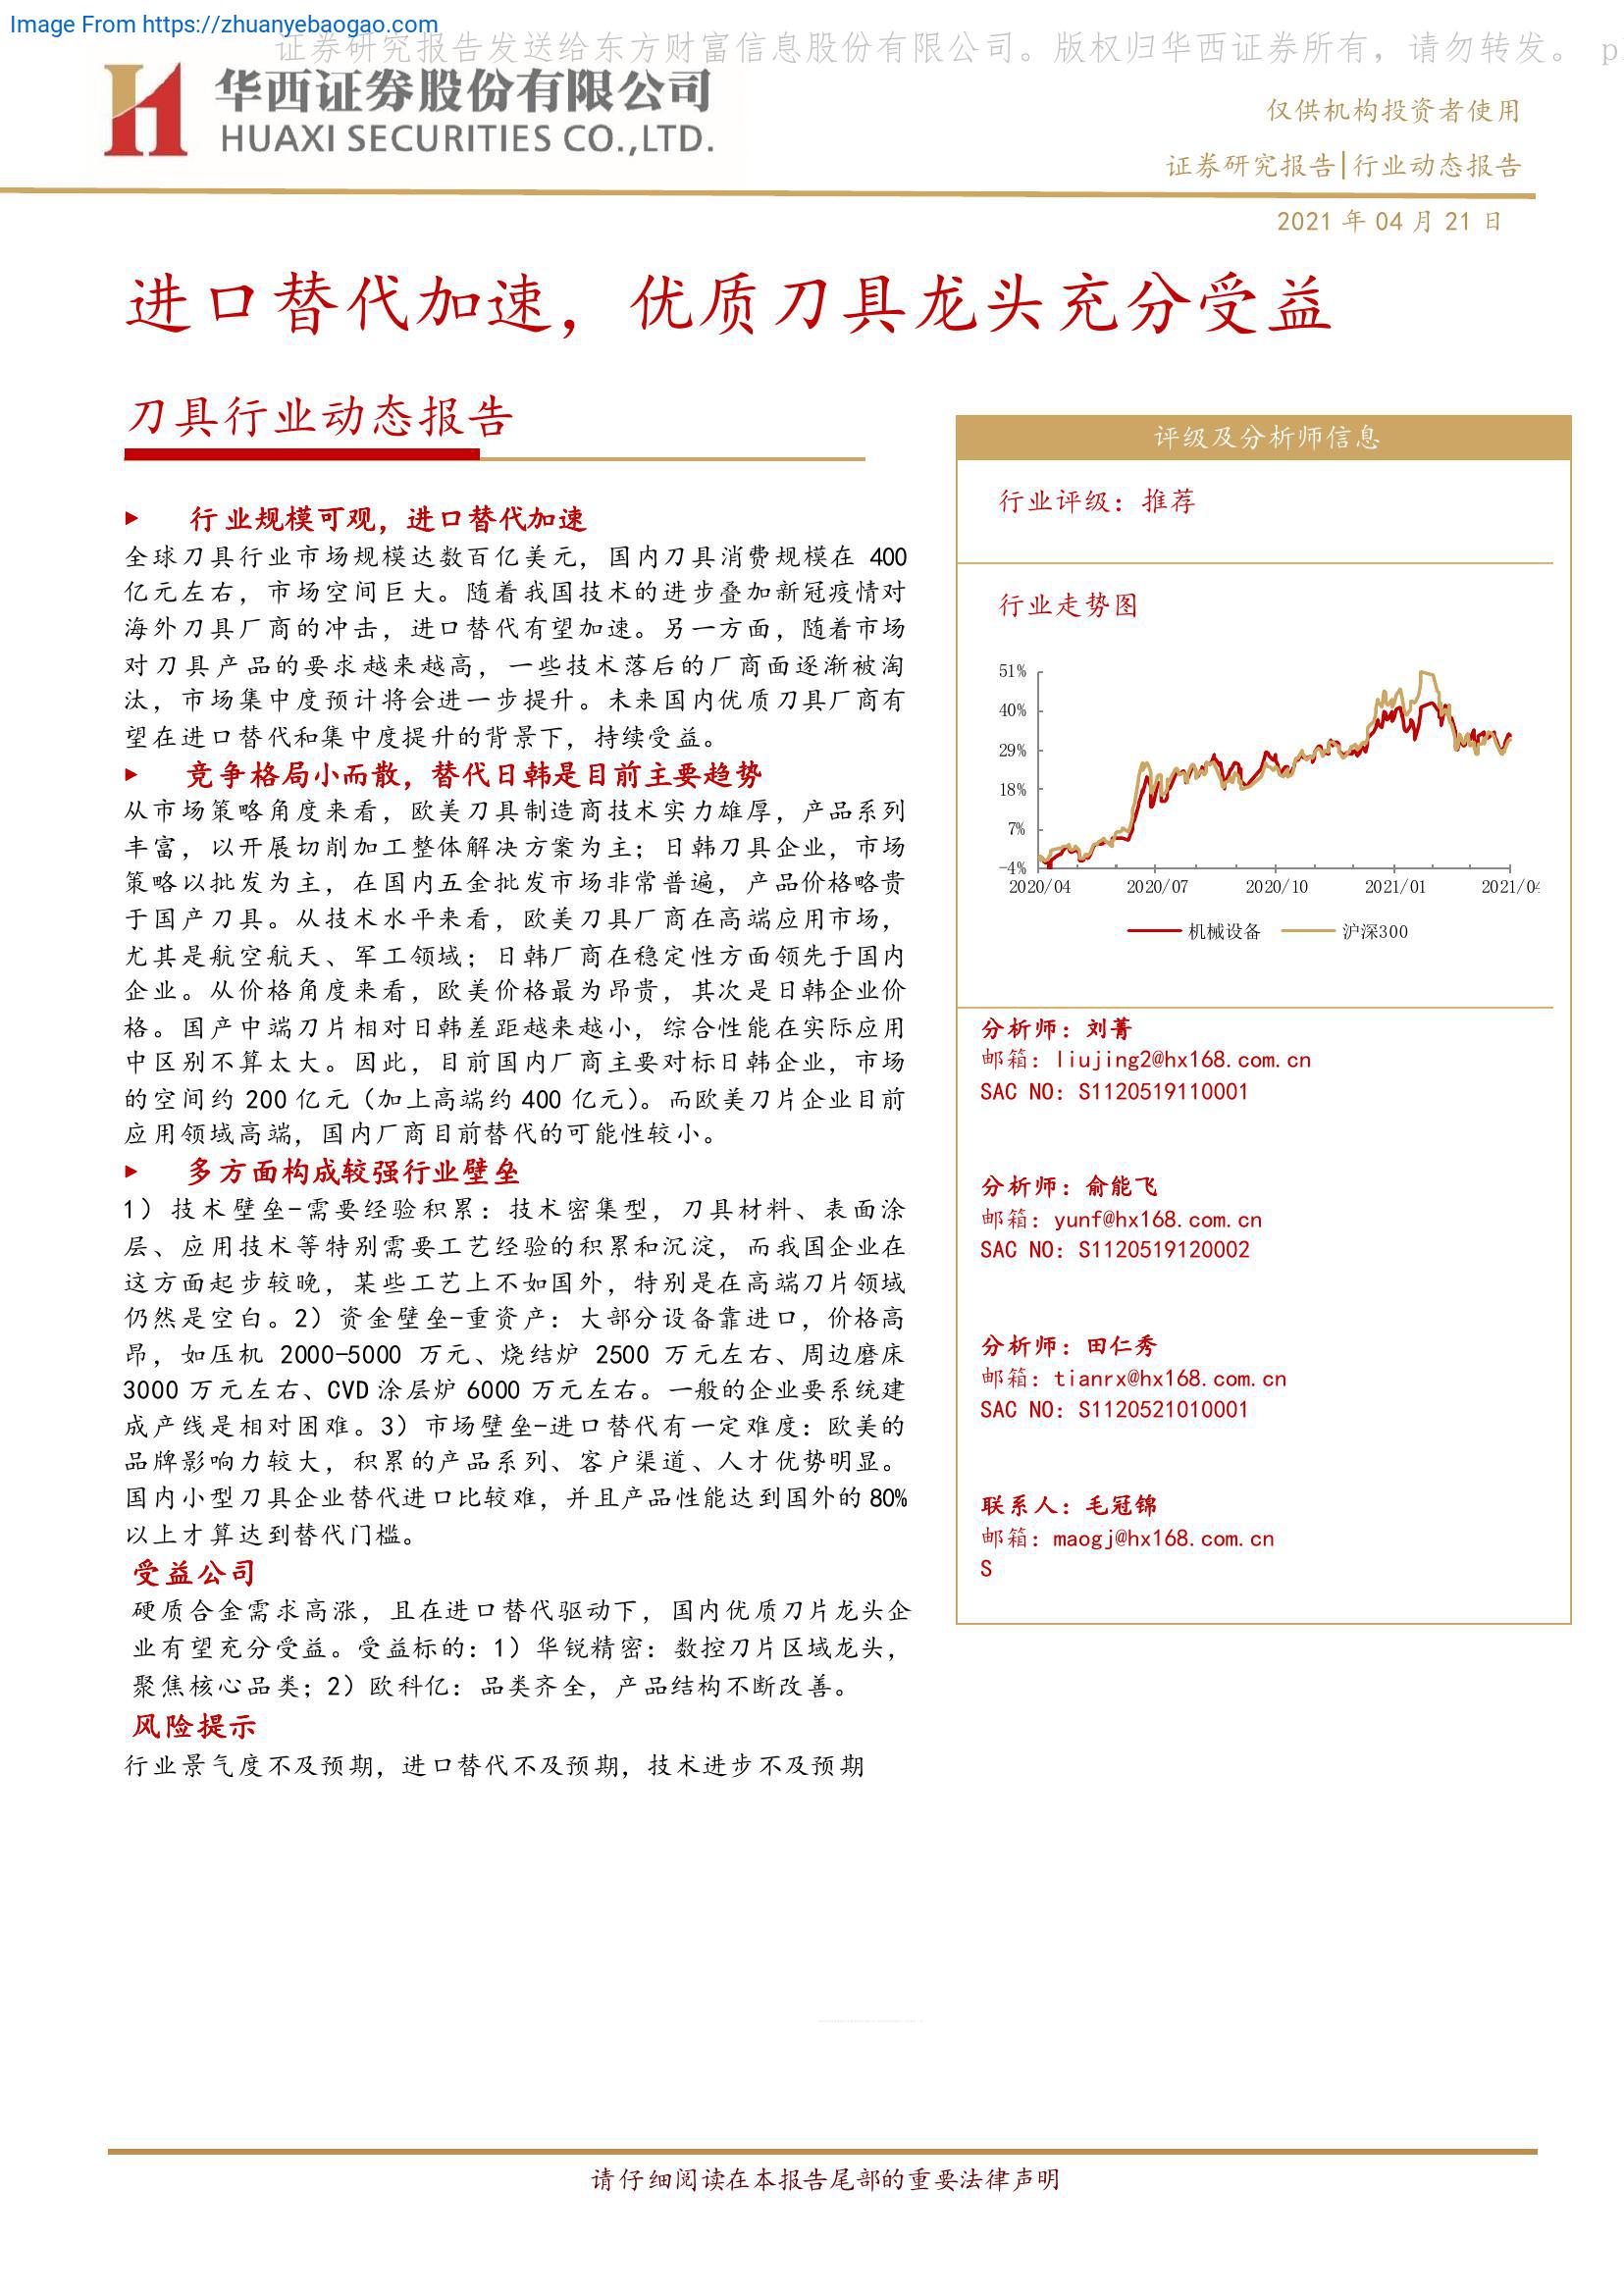 Image From https://zhuanyebaogao.com
证券研究报告发送给东方财富信息股份有限公司。版权归华西证券所有，请勿转发。 p
华西证券股份有限公司
HUAXI SECURITIES CO.,LTD.
仅供机构投资者使用
证券研究报告|行业动态报告
2021 年 04 月 21 日
进口替代加速，优质刀具龙头充分受益
刀具行业动态报告
行业规模可观，进口替代加速
全球刀具行业市场规模达数百亿美元，国内刀具消费规模在 400
亿元左右，市场空间巨大。随着我国技术的进步叠加新冠疫情对
海外刀具厂商的冲击，进口替代有望加速。另一方面，随着市场
对刀具产品的要求越来越高，一些技术落后的厂商面逐渐被淘
汰，市场集中度预计将会进一步提升。未来国内优质刀具厂商有
望在进口替代和集中度提升的背景下，持续受益。
竞争格局小而散，替代日韩是目前主要趋势
从市场策略角度来看，欧美刀具制造商技术实力雄厚，产品系列
丰富，以开展切削加工整体解决方案为主；日韩刀具企业，市场
策略以批发为主，在国内五金批发市场非常普遍，产品价格略贵
于国产刀具。从技术水平来看，欧美刀具厂商在高端应用市场，
尤其是航空航天、军工领域；日韩厂商在稳定性方面领先于国内
企业。从价格角度来看，欧美价格最为昂贵，其次是日韩企业价
格。国产中端刀片相对日韩差距越来越小，综合性能在实际应用
中区别不算太大。因此，目前国内厂商主要对标日韩企业，市场
的空间约 200 亿元（加上高端约 400 亿元）。而欧美刀片企业目前
应用领域高端，国内厂商目前替代的可能性较小。
多方面构成较强行业壁垒
1）技术壁垒-需要经验积累：技术密集型，刀具材料、表面涂
层、应用技术等特别需要工艺经验的积累和沉淀，而我国企业在
这方面起步较晚，某些工艺上不如国外，特别是在高端刀片领域
仍然是空白。2）资金壁垒-重资产：大部分设备靠进口，价格高
昂，如压机 2000-5000 万元、烧结炉 2500 万元左右、周边磨床
3000 万元左右、CVD 涂层炉 6000 万元左右。一般的企业要系统建
成产线是相对困难。3）市场壁垒-进口替代有一定难度：欧美的
品牌影响力较大，积累的产品系列、客户渠道、人才优势明显。
国内小型刀具企业替代进口比较难，并且产品性能达到国外的 80%
以上才算达到替代门槛。
受益公司
硬质合金需求高涨，且在进口替代驱动下，国内优质刀片龙头企
业有望充分受益。受益标的：1）华锐精密：数控刀片区域龙头，
聚焦核心品类；2）欧科亿：品类齐全，产品结构不断改善。
风险提示
行业景气度不及预期，进口替代不及预期，技术进步不及预期
评级及分析师信息
行业评级：推荐
行业走势图
51%
40%
29%
18%
7%
-4%
2020/04 2020/07 2020/10 2021/01 2021/04
机械设备 沪深300
分析师：刘菁
邮箱：liujing2@hx168.com.cn
SAC NO：S1120519110001
分析师：俞能飞
邮箱：yunf@hx168.com.cn
SAC NO：S1120519120002
分析师：田仁秀
邮箱：tianrx@hx168.com.cn
SAC NO：S1120521010001
联系人：毛冠锦
邮箱：maogj@hx168.com.cn
S
请仔细阅读在本报告尾部的重要法律声明